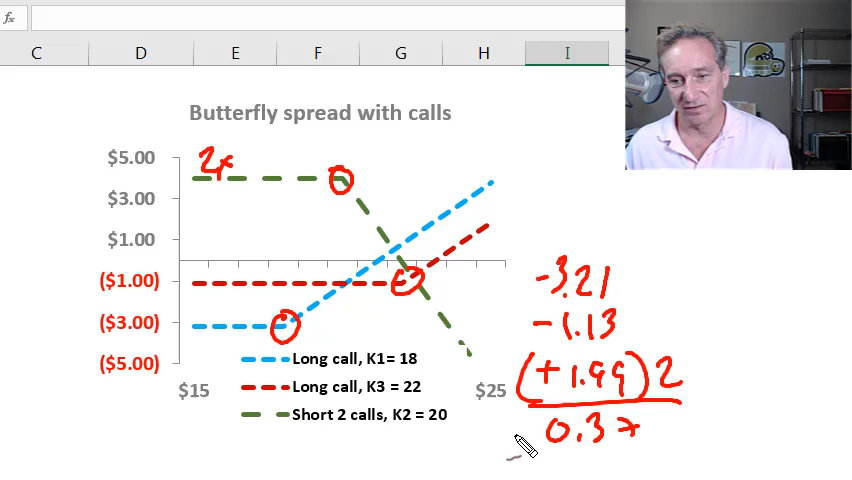 fx
C D E F G H I
Butterfly spread with calls
$5.00
$3.00
$1.00
($1.00)
($3.00)
($5.00)
$15
$25
2x
Long call, K1= 18
Long call, K3 = 22
Short 2 calls, K2 = 20
-3.21
-1.13
(+1.99)2
0.37